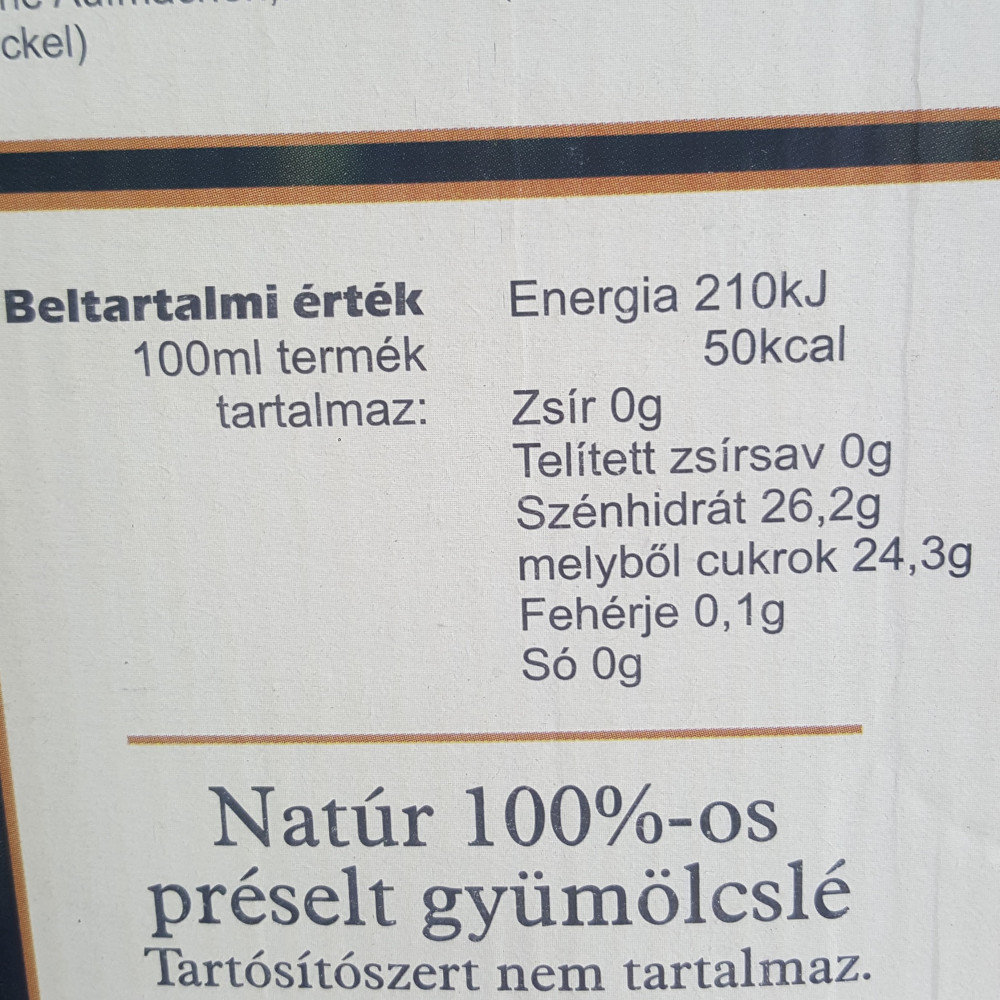 ckel)
Beltartalmi érték
100ml termék
tartalmaz:
Energia 210kJ
50kcal
Zsír 0g
Telített zsírsav 0g
Szénhidrát 26,2g
melyből cukrok 24,3g
Fehérje 0,1g
Só 0g
Natúr 100%-os
préselt gyümölcslé
Tartósítószert nem tartalmaz.